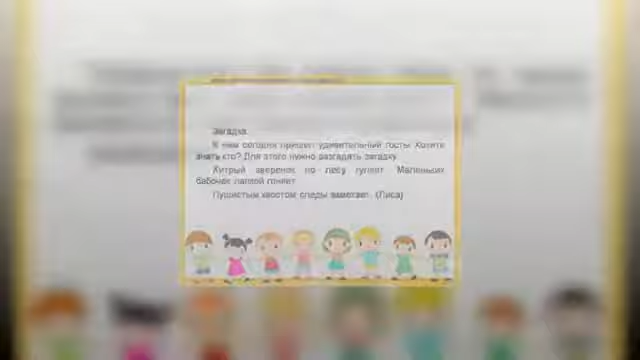 Загадка.
К нам сегодня пришел удивительный гость! Хотите
знать кто? Для этого нужно разгадать загадку.
Хитрый зверёнок по лесу гуляет. Маленьких
бабочек лапкой гоняет.
Пушистым хвостом следы заметает. (Лиса)